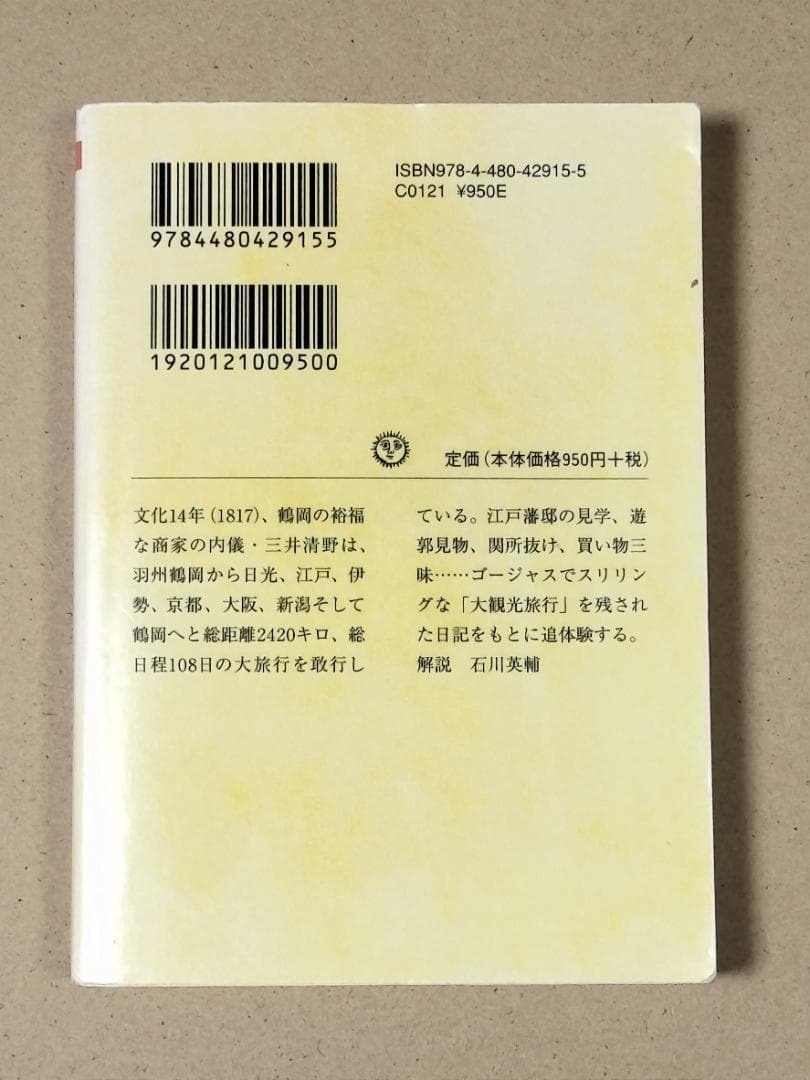 ISBN978-4-480-42915-5
C0121 ¥950E
9784480429155
1920121009500
定価(本体価格950円+税)
文化14年(1817)、鶴岡の裕福
な商家の内儀・三井清野は、
羽州鶴岡から日光、江戸、伊
勢、京都、大阪、新潟そして
鶴岡へと総距離2420キロ、総
日程108日の大旅行を敢行し
ている。江戸藩邸の見学、遊
郭見物、関所抜け、買い物三
昧……ゴージャスでスリリン
グな「大観光旅行」を残され
た日記をもとに追体験する。
解説 石川英輔